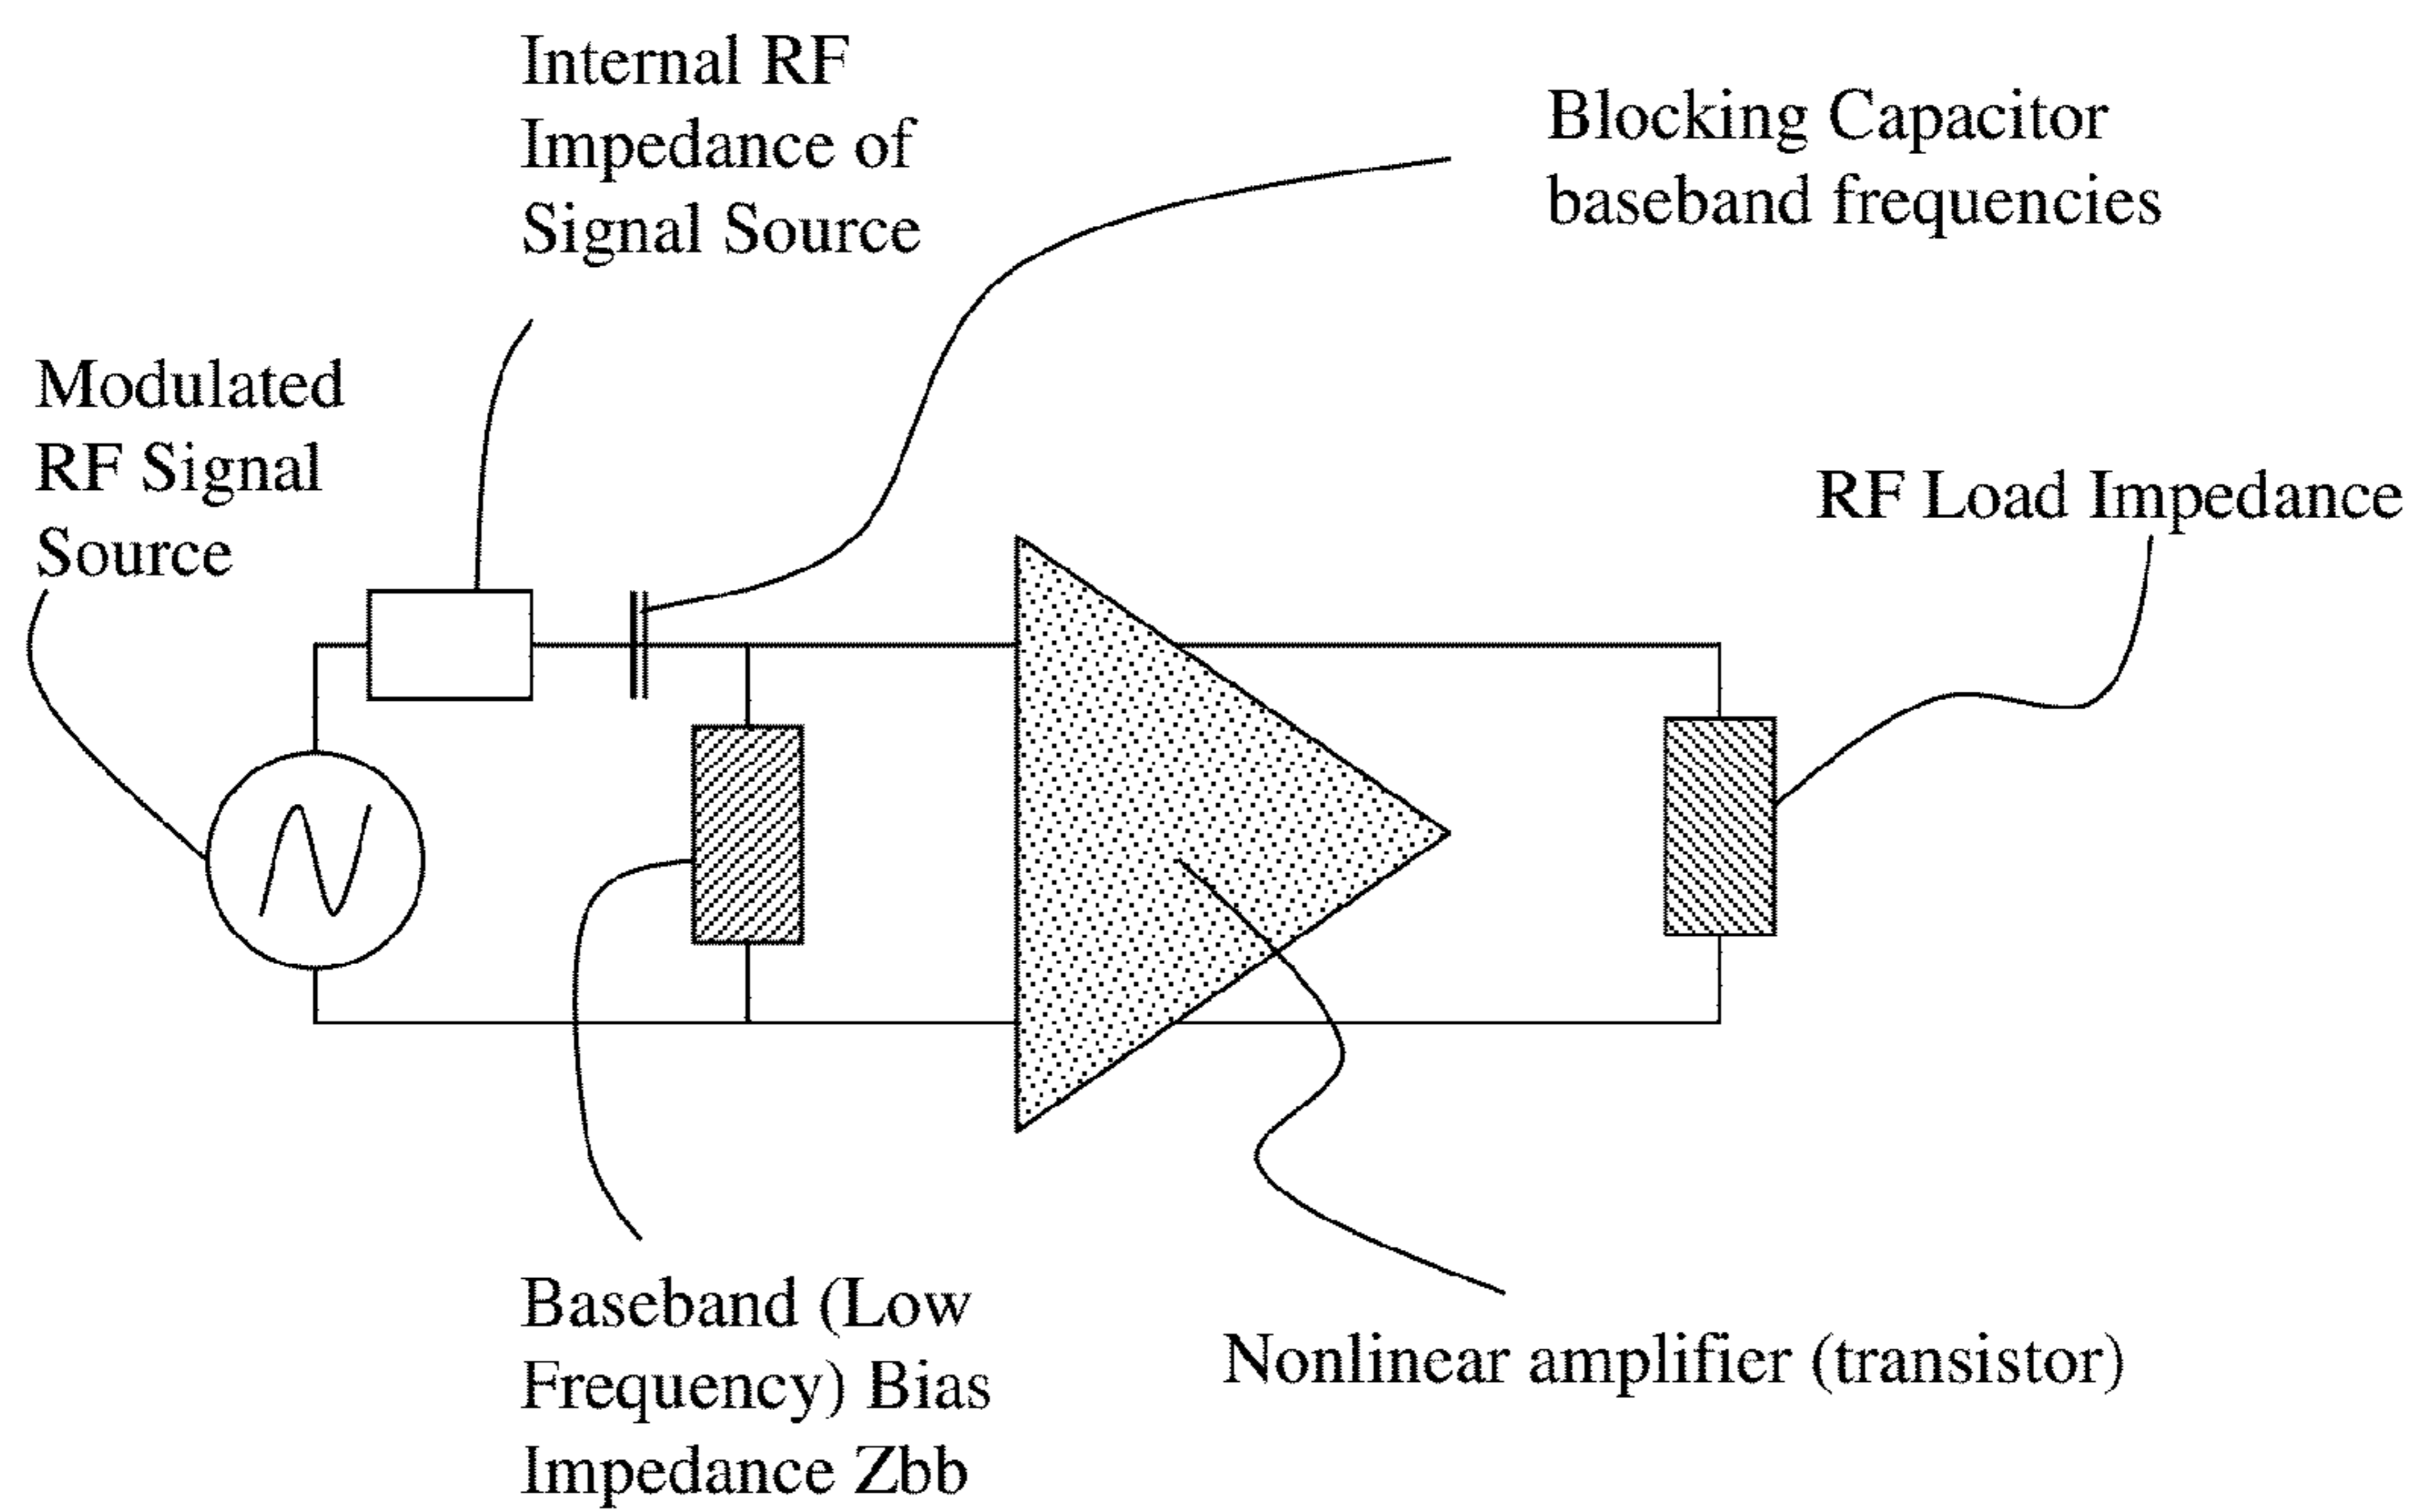 Internal RF
Impedance of
Signal Source
Blocking Capacitor
baseband frequencies
Modulated
RF Signal
Source
RF Load Impedance
Baseband (Low
Frequency) Bias
Impedance Zbb
Nonlinear amplifier (transistor)